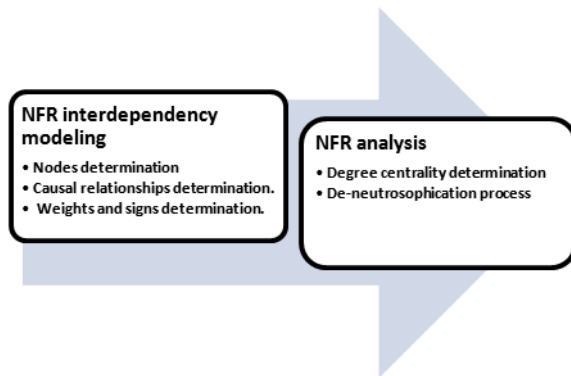 NFR interdependency
modeling
• Nodes determination
• Causal relationships determination.
• Weights and signs determination.
NFR analysis
• Degree centrality determination
• De-neutrosophication process